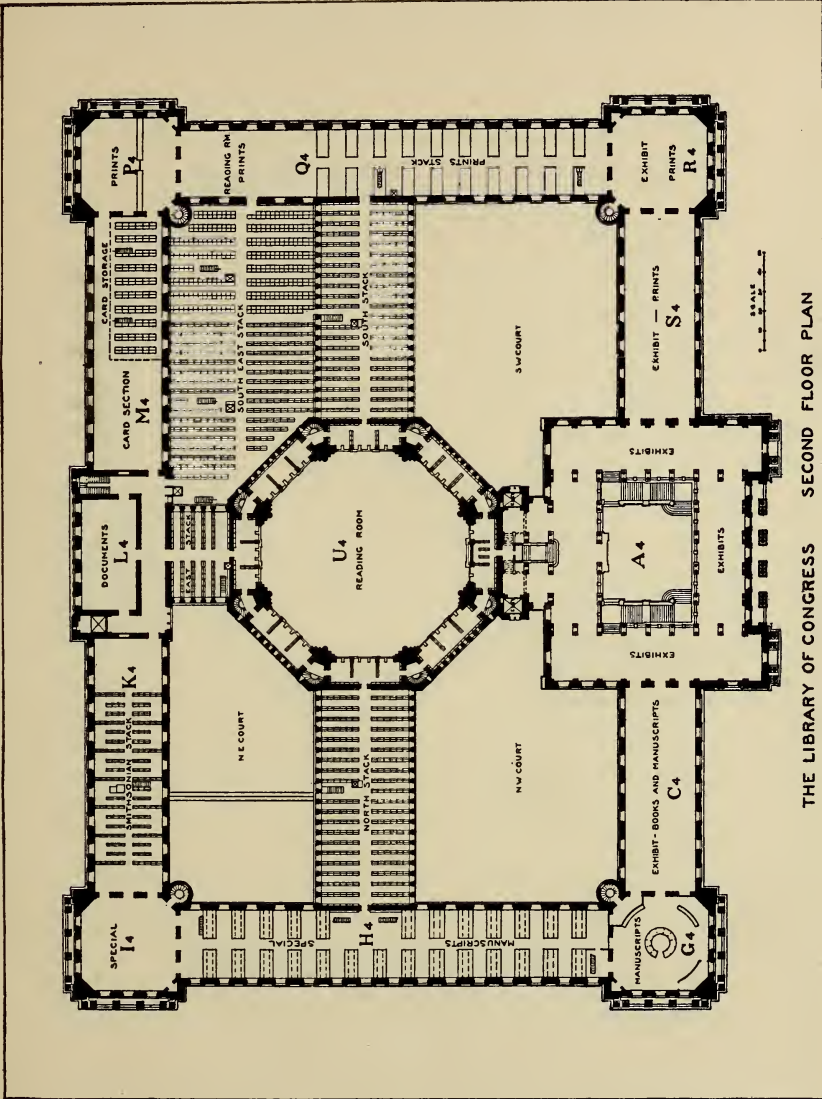 PRINTS
P4
READING RM
PRINTS
Q4
PRINTS STACK
EXHIBIT
PRINTS
R4
CARD STORAGE
CARD SECTION
M4
SOUTH EAST STACK
SOUTH STACK
S W COURT
EXHIBIT — PRINTS
S4
SCALE
DOCUMENTS
L4
EAST STACK
U4
READING ROOM
EXHIBITS
A4
EXHIBITS
EXHIBITS
K4
SMITHSONIAN STACK
N E COURT
NORTH STACK
N W COURT
EXHIBIT - BOOKS AND MANUSCRIPTS
C4
SPECIAL
I4
SPECIAL
H4
MANUSCRIPTS
MANUSCRIPTS
G4
THE LIBRARY OF CONGRESS SECOND FLOOR PLAN